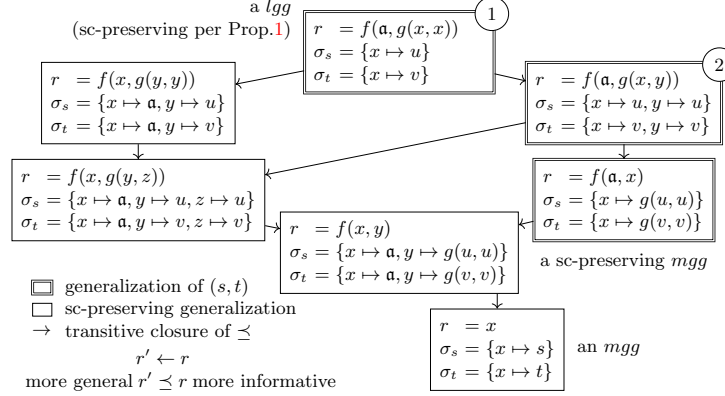 a lgg
(sc-preserving per Prop.1)
1
r = f(𝔞, g(x, x))
σₛ = {x ↦ u}
σₜ = {x ↦ v}
2
r = f(x, g(y, y))
σₛ = {x ↦ 𝔞, y ↦ u}
σₜ = {x ↦ 𝔞, y ↦ v}
r = f(𝔞, g(x, y))
σₛ = {x ↦ u, y ↦ u}
σₜ = {x ↦ v, y ↦ v}
r = f(x, g(y, z))
σₛ = {x ↦ 𝔞, y ↦ u, z ↦ u}
σₜ = {x ↦ 𝔞, y ↦ v, z ↦ v}
r = f(𝔞, x)
σₛ = {x ↦ g(u, u)}
σₜ = {x ↦ g(v, v)}
a sc-preserving mgg
r = f(x, y)
σₛ = {x ↦ 𝔞, y ↦ g(u, u)}
σₜ = {x ↦ 𝔞, y ↦ g(v, v)}
r = x
σₛ = {x ↦ s}
σₜ = {x ↦ t}
an mgg
generalization of (s, t)
sc-preserving generalization
→ transitive closure of ⪯
r′ ← r
more general r′ ⪯ r more informative